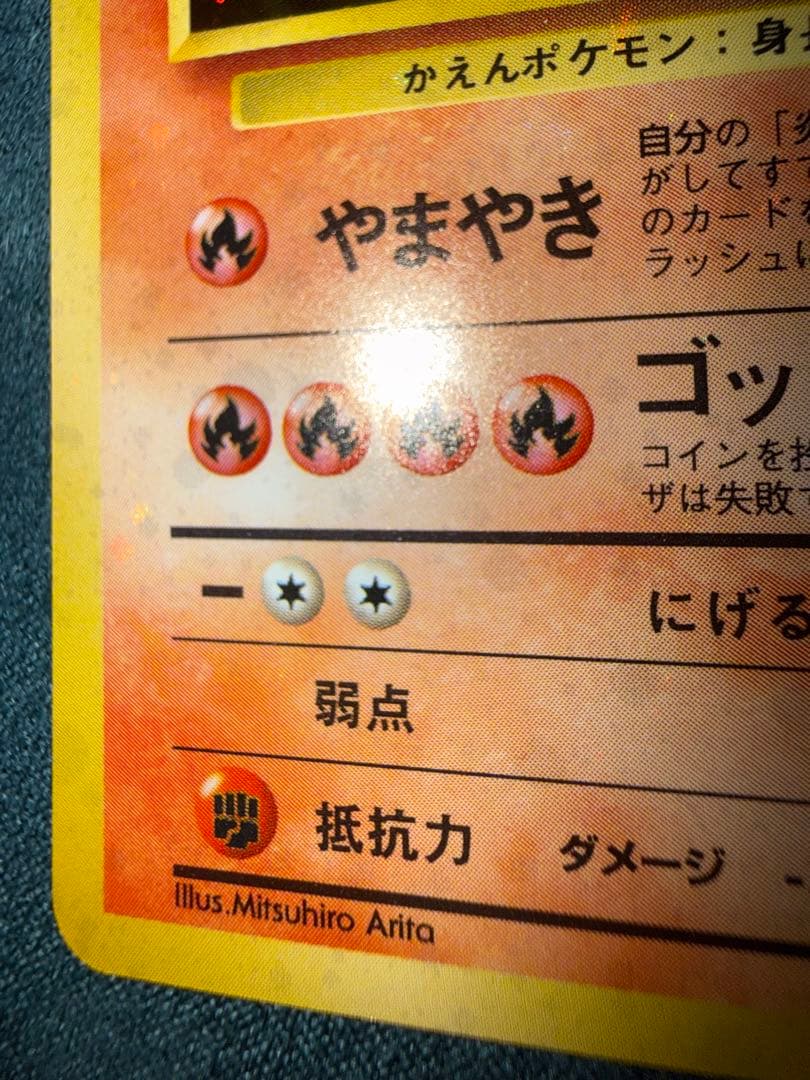 かえんポケモン：身
やまやき
自分の「
がしてす
のカード
ラッシュ
ゴッ
コインを
ザは失敗
ー
にげる
弱点
抵抗力 ダメージ -
Illus.Mitsuhiro Arita